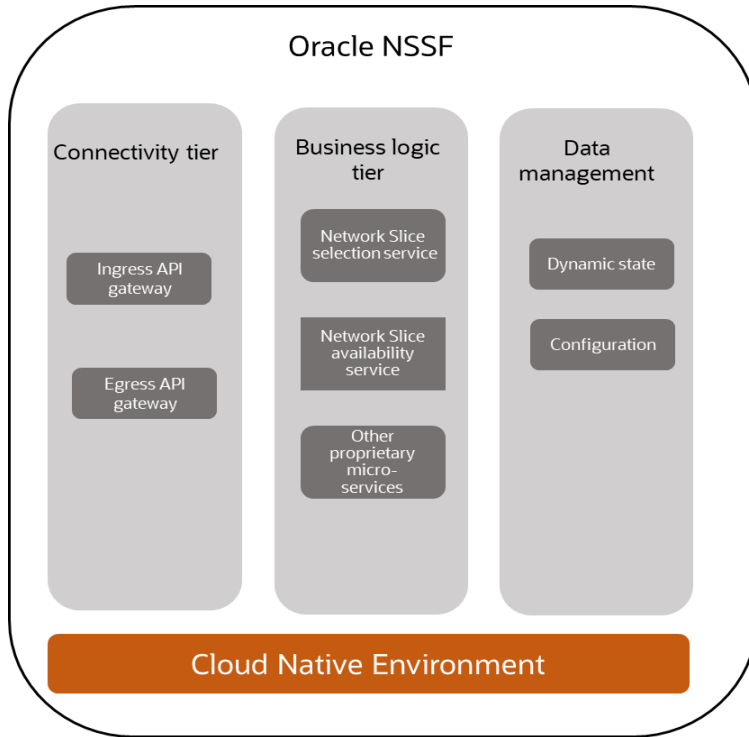 Oracle NSSF
Connectivity tier
Ingress API
gateway
Egress API
gateway
Business logic
tier
Network Slice
selection service
Network Slice
availability
service
Other
proprietary
micro-
services
Data
management
Dynamic state
Configuration
Cloud Native Environment